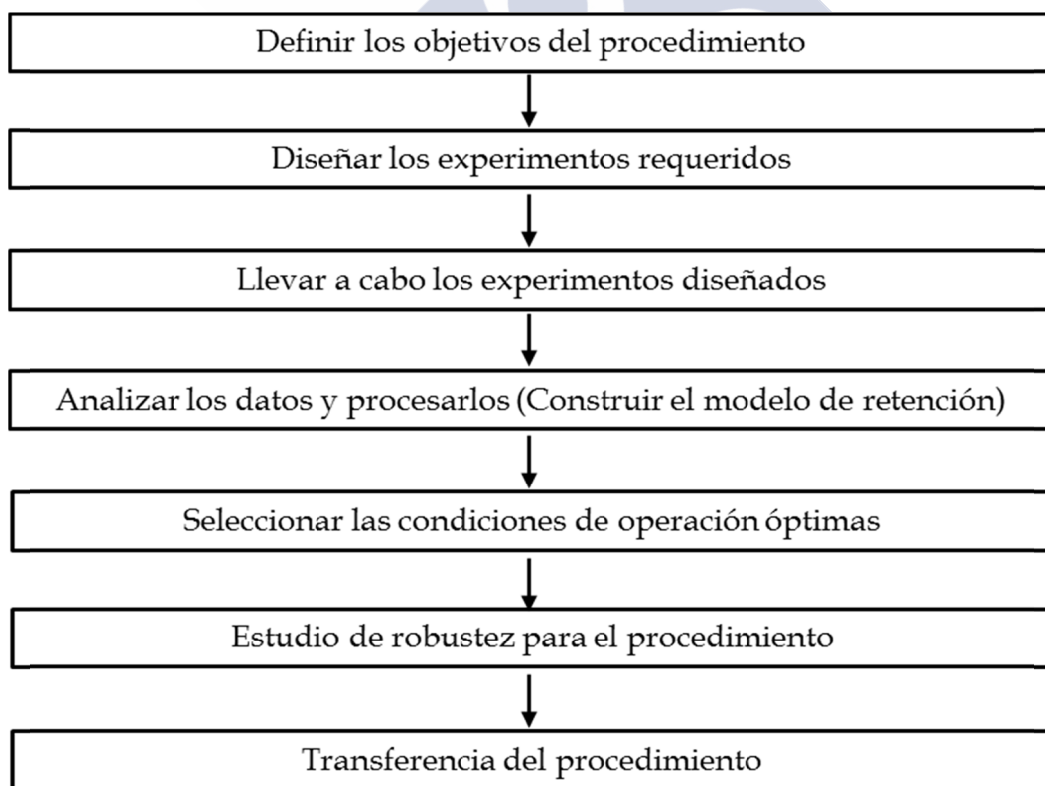 Definir los objetivos del procedimiento
Diseñar los experimentos requeridos
Llevar a cabo los experimentos diseñados
Analizar los datos y procesarlos (Construir el modelo de retención)
Seleccionar las condiciones de operación óptimas
Estudio de robustez para el procedimiento
Transferencia del procedimiento